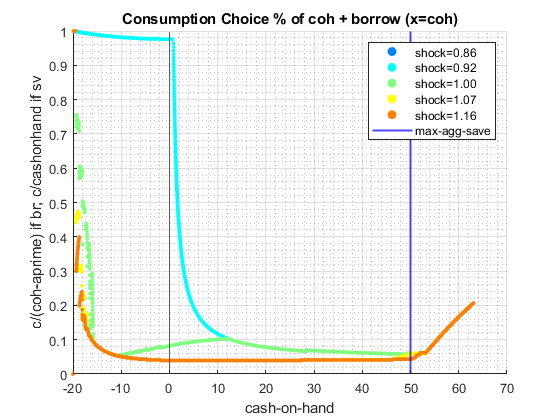 Consumption Choice % of coh + borrow (x=coh)
c/(coh-aprime) if br, c/cashonhand if sv
1
0.9
0.8
0.7
0.6
0.5
0.4
0.3
0.2
0.1
0
shock=0.86
shock=0.92
shock=1.00
shock=1.07
shock=1.16
max-agg-save
-20 -10 0 10 20 30 40 50 60 70
cash-on-hand